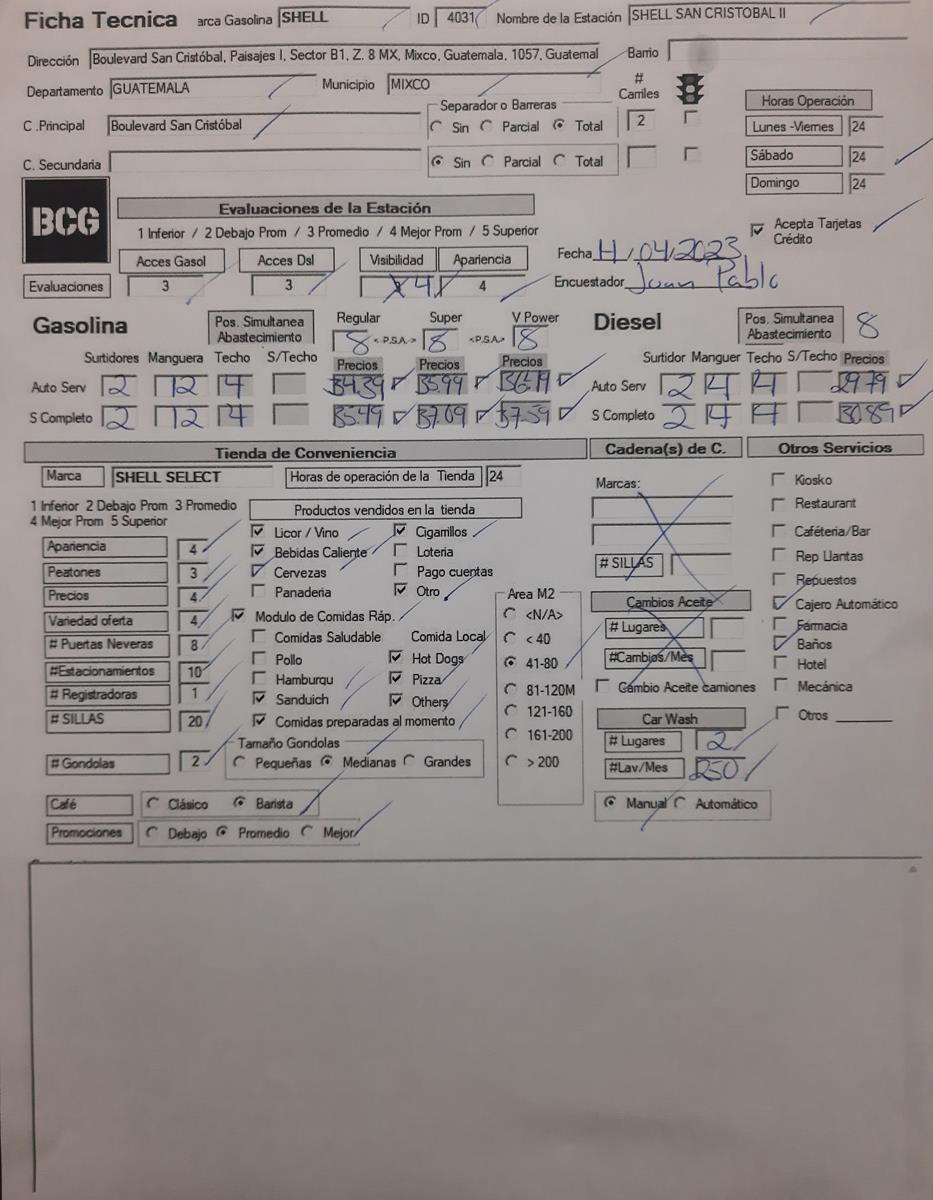 Ficha Tecnica arca Gasolina SHELL ID 4031 Nombre de la Estación SHELL SAN CRISTOBAL II
Dirección Boulevard San Cristóbal, Paisajes I, Sector B1, Z. 8 MX, Mixco, Guatemala, 1057, Guatemal Barrio
Departamento GUATEMALA Municipio MIXCO # Carriles
Separador o Barreras Horas Operación
C .Principal Boulevard San Cristóbal Sin Parcial Total 2 Lunes -Viernes 24
C. Secundaria Sin Parcial Total Sábado 24
Domingo 24
BCG
Evaluaciones de la Estación
1 Inferior / 2 Debajo Prom / 3 Promedio / 4 Mejor Prom / 5 Superior Acepta Tarjetas Crédito
Acces Gasol Acces Dsl Visibilidad Apariencia Fecha 11/04/2023
Evaluaciones 3 3 4 4 Encuestador Juan Pablo
Gasolina Pos. Simultanea Abastecimiento Regular Super V Power Diesel Pos. Simultanea Abastecimiento 8
8 <-P.S.A.-> 8 <-P.S.A.-> 8
Surtidores Manguera Techo S/Techo Precios Precios Precios Surtidor Manguer Techo S/Techo Precios
Auto Serv 2 12 4 34.39 35.99 36.19 Auto Serv 2 4 4 29.79
S Completo 2 12 4 35.49 37.09 37.59 S Completo 2 4 4 30.89
Tienda de Conveniencia Cadena(s) de C. Otros Servicios
Marca SHELL SELECT Horas de operación de la Tienda 24 Marcas: Kiosko
1 Inferior 2 Debajo Prom 3 Promedio
4 Mejor Prom 5 Superior
Productos vendidos en la tienda Restaurant
Licor / Vino Cigarrillos Caféteria/Bar
Apariencia 4 Bebidas Caliente Loteria Rep Llantas
Peatones 3 Cervezas Pago cuentas # SILLAS Repuestos
Precios 4 Panaderia Otro Area M2 Cambios Aceite Cajero Automático
Variedad oferta 4 Modulo de Comidas Ráp. <N/A> # Lugares Farmacia
# Puertas Neveras 8 Comidas Saludable Comida Local < 40 Baños
#Estacionamientos 10 Pollo Hot Dogs 41-80 #Cambios/Mes Hotel
# Registradoras 1 Hamburqu Pizza 81-120M Cambio Aceite camiones Mecánica
# SILLAS 20 Sanduich Others 121-160 Car Wash Otros
Comidas preparadas al momento 161-200 # Lugares 2
# Gondolas 2 Tamaño Gondolas
Pequeñas Medianas Grandes > 200 #Lav/Mes 250
Café Clásico Barista Manual Automático
Promociones Debajo Promedio Mejor